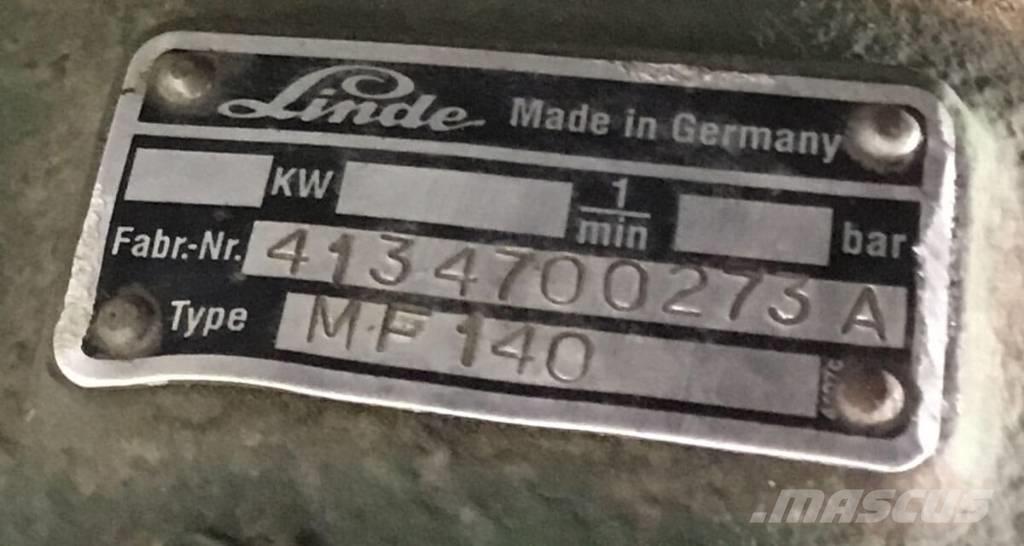 Linde Made in Germany
KW 1/min bar
Fabr.-Nr. 4134700273 A
Type MF 140
.MASCUS